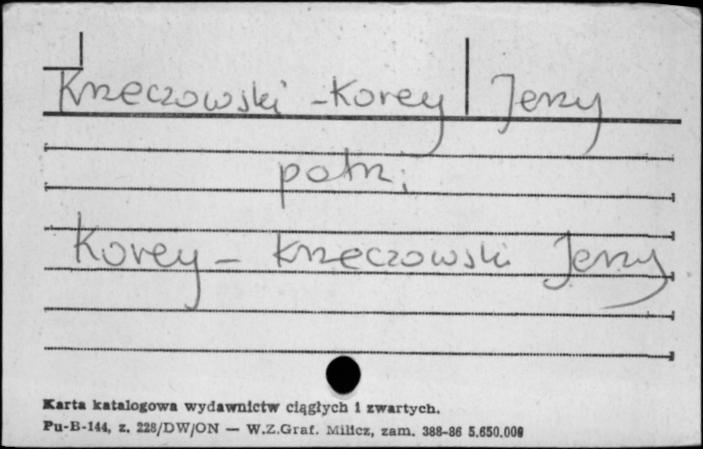 Krzeczowski - Korey Jerzy
patrz:
Korey - Krzeczowski Jerzy
Karta katalogowa wydawnictw ciągłych i zwartych.
Pu-B-144, z. 228/DW/ON — W.Z.Graf. Milicz, zam. 388-86 5.650.000